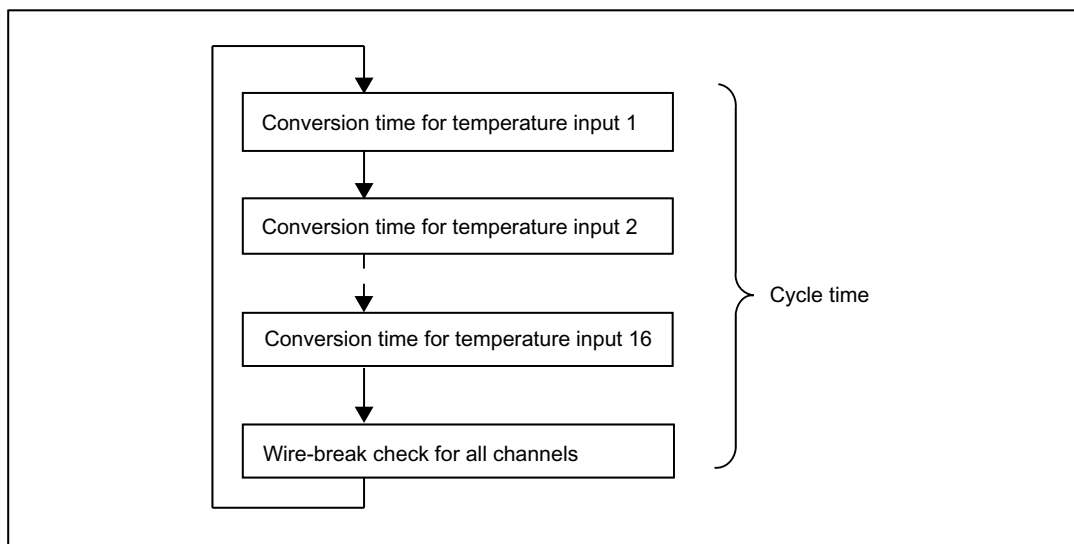 Conversion time for temperature input 1
Conversion time for temperature input 2
Cycle time
Conversion time for temperature input 16
Wire-break check for all channels